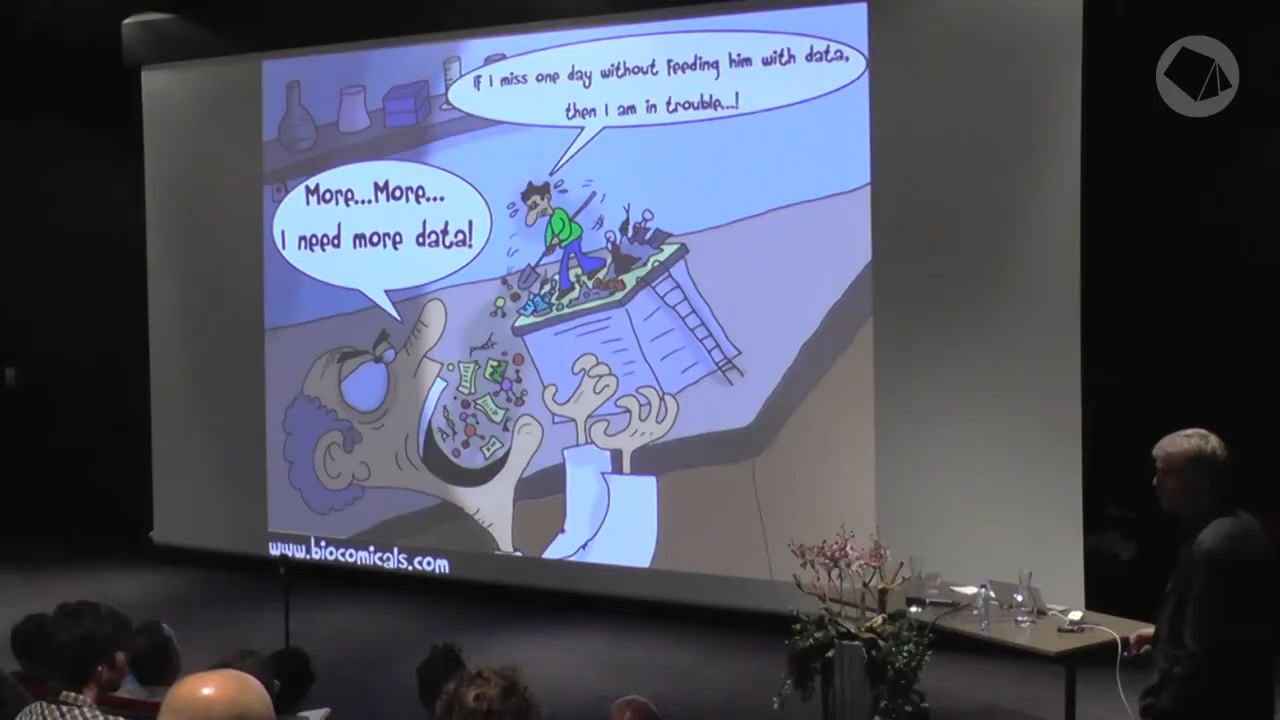 If I miss one day without feeding him with data,
then I am in trouble...!
More...More...
I need more data!
www.biocomicals.com